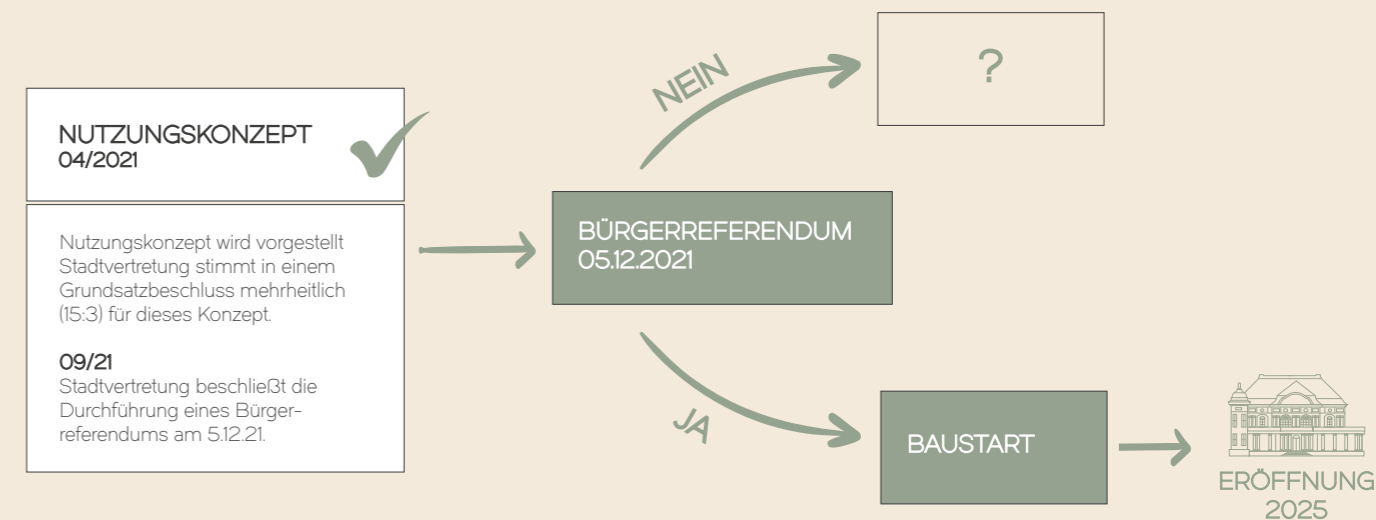 NUTZUNGSKONZEPT
04/2021
Nutzungskonzept wird vorgestellt
Stadtvertretung stimmt in einem
Grundsatzbeschluss mehrheitlich
(15:3) für dieses Konzept.
09/21
Stadtvertretung beschließt die
Durchführung eines Bürger-
referendums am 5.12.21.
BÜRGERREFERENDUM
05.12.2021
NEIN
?
JA
BAUSTART
ERÖFFNUNG
2025